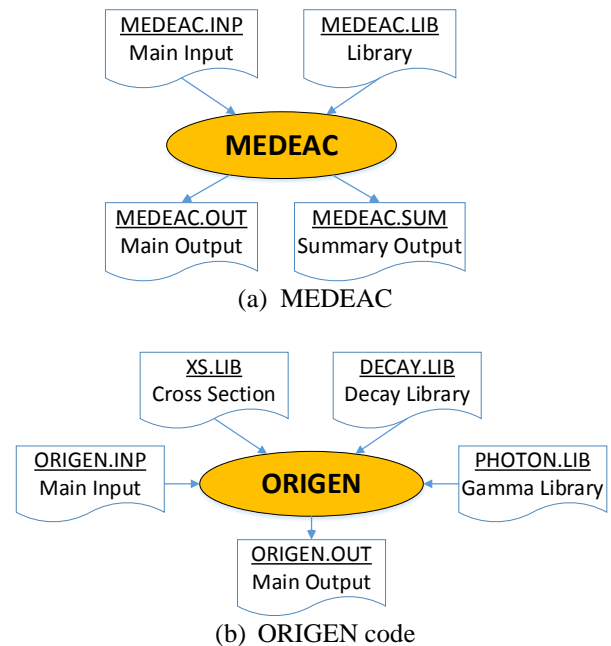 MEDEAC.INP
Main Input
MEDEAC.LIB
Library
MEDEAC
MEDEAC.OUT
Main Output
MEDEAC.SUM
Summary Output
(a) MEDEAC
XS.LIB
Cross Section
DECAY.LIB
Decay Library
ORIGEN.INP
Main Input
ORIGEN
PHOTON.LIB
Gamma Library
ORIGEN.OUT
Main Output
(b) ORIGEN code